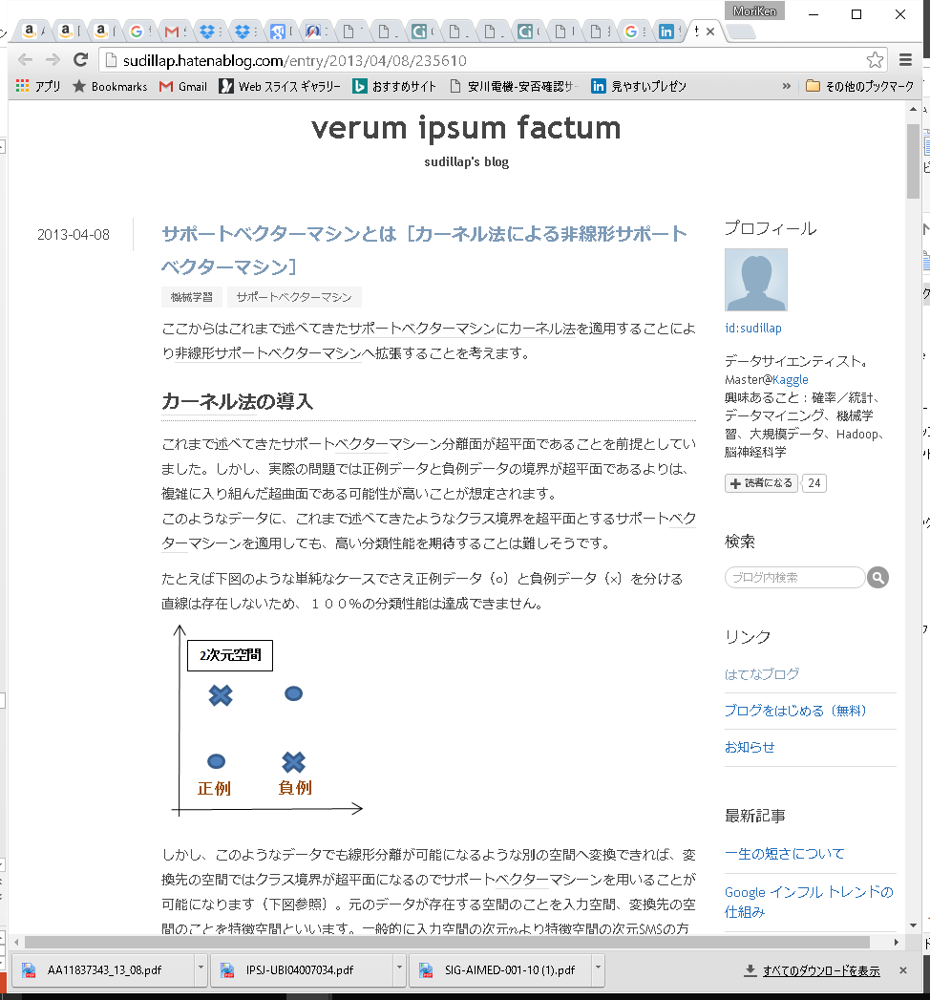 MoriKen
sudillap.hatenablog.com/entry/2013/04/08/235610
アプリ
Bookmarks
Gmail
Web スライス ギャラリー
おすすめサイト
安川電機-安否確認サー
見やすいプレゼン
»
その他のブックマーク
verum ipsum factum
sudillap's blog
2013-04-08
サポートベクターマシンとは［カーネル法による非線形サポート
ベクターマシン］
機械学習
サポートベクターマシン
ここからはこれまで述べてきたサポートベクターマシンにカーネル法を適用することによ
り非線形サポートベクターマシンへ拡張することを考えます。
カーネル法の導入
これまで述べてきたサポートベクターマシーン分離面が超平面であることを前提としてい
ました。しかし、実際の問題では正例データと負例データの境界が超平面であるよりは、
複雑に入り組んだ超曲面である可能性が高いことが想定されます。
このようなデータに、これまで述べてきたようなクラス境界を超平面とするサポートベク
ターマシーンを適用しても、高い分類性能を期待することは難しそうです。
たとえば下図のような単純なケースでさえ正例データ（○）と負例データ（×）を分ける
直線は存在しないため、１００％の分類性能は達成できません。
2次元空間
正例
負例
しかし、このようなデータでも線形分離が可能になるような別の空間へ変換できれば、変
換先の空間ではクラス境界が超平面になるのでサポートベクターマシーンを用いることが
可能になります（下図参照）。元のデータが存在する空間のことを入力空間、変換先の空
間のことを特徴空間といいます。一般的に入力空間の次元nより特徴空間の次元SMSの方
プロフィール
id:sudillap
データサイエンティスト。
Master@Kaggle
興味あること：確率／統計、
データマイニング、機械学
習、大規模データ、Hadoop、
脳神経科学
読者になる
24
検索
ブログ内検索
リンク
はてなブログ
ブログをはじめる（無料）
お知らせ
最新記事
一生の短さについて
Google インフル トレンドの
仕組み
AA11837343_13_08.pdf
IPSJ-UBI04007034.pdf
SIG-AIMED-001-10 (1).pdf
すべてのダウンロードを表示